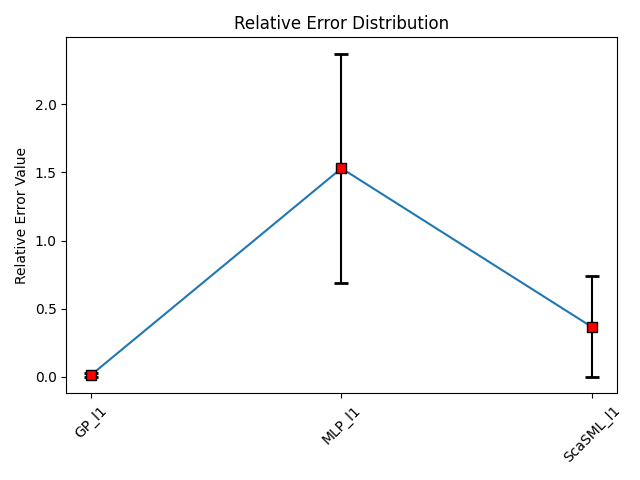 Relative Error Distribution
Relative Error Value
2.0
1.5
1.0
0.5
0.0
GP_l1
MLP_l1
ScaSML_l1